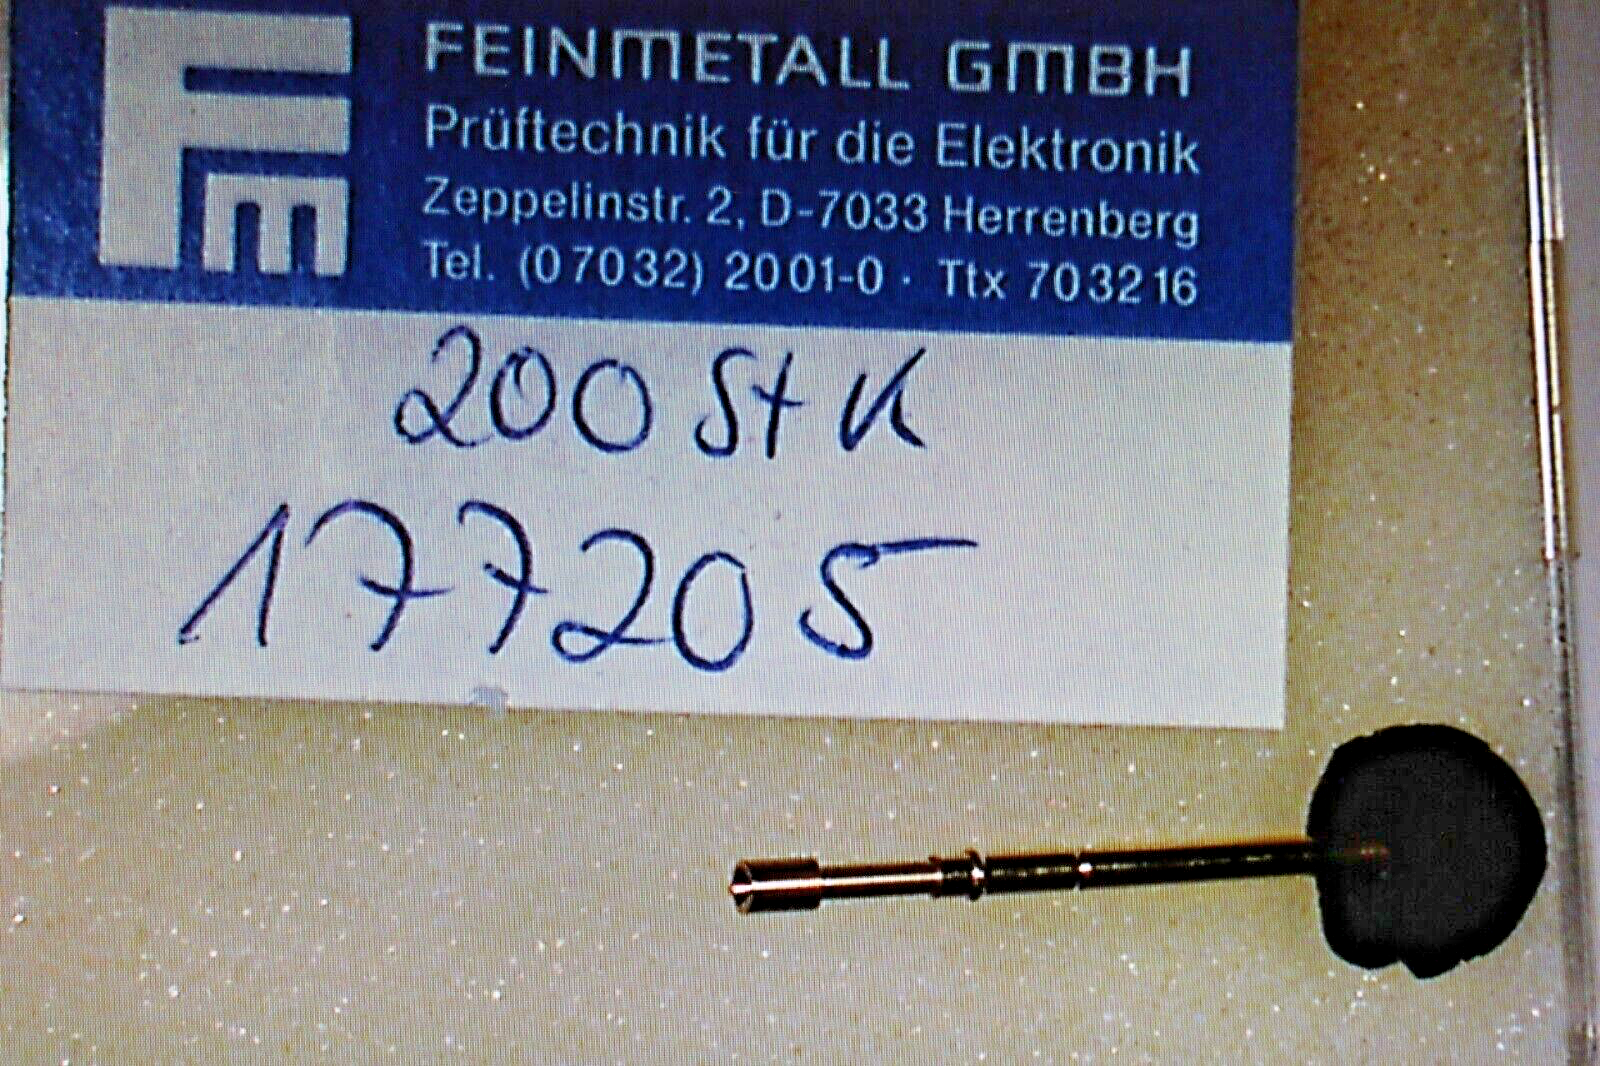 Fm
FEINMETALL GMBH
Prüftechnik für die Elektronik
Zeppelinstr. 2, D-7033 Herrenberg
Tel. (07032) 2001-0 · Ttx 703216
200 Stk
177205